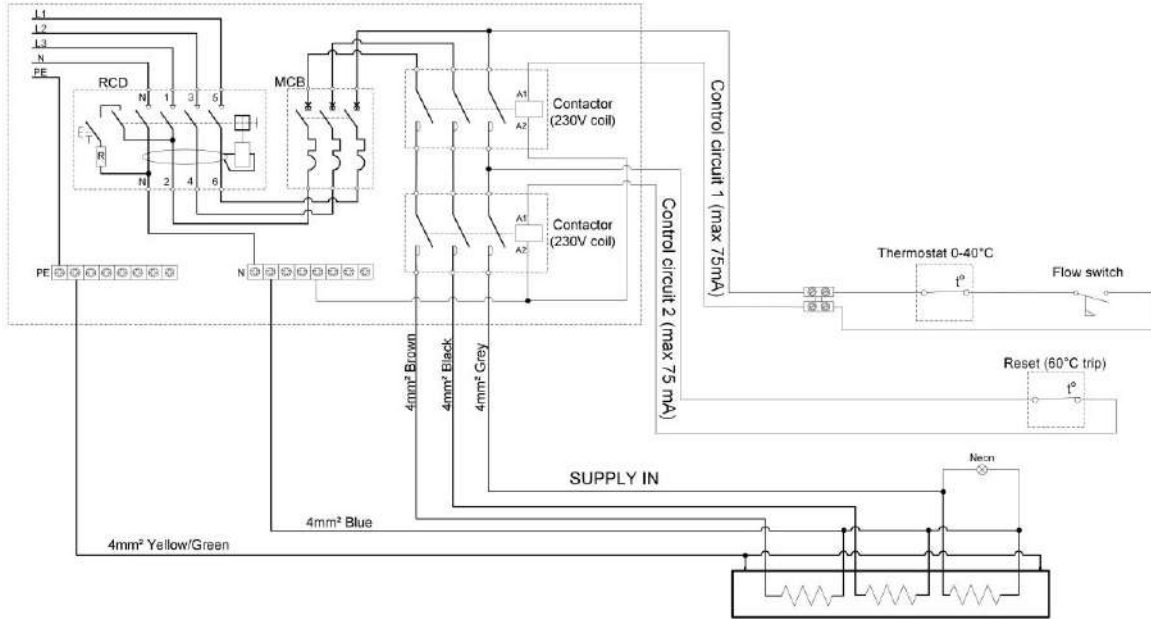 L1
L2
L3
N
PE
RCD
N 1 3 5
E
T
R
N 2 4 6
MCB
A1
A2
Contactor
(230V coil)
A1
A2
Contactor
(230V coil)
PE
N
Control circuit 1 (max 75mA)
Control circuit 2 (max 75 mA)
Thermostat 0-40°C
t°
Flow switch
Reset (60°C trip)
t°
4mm² Brown
4mm² Black
4mm² Grey
Neon
SUPPLY IN
4mm² Blue
4mm² Yellow/Green